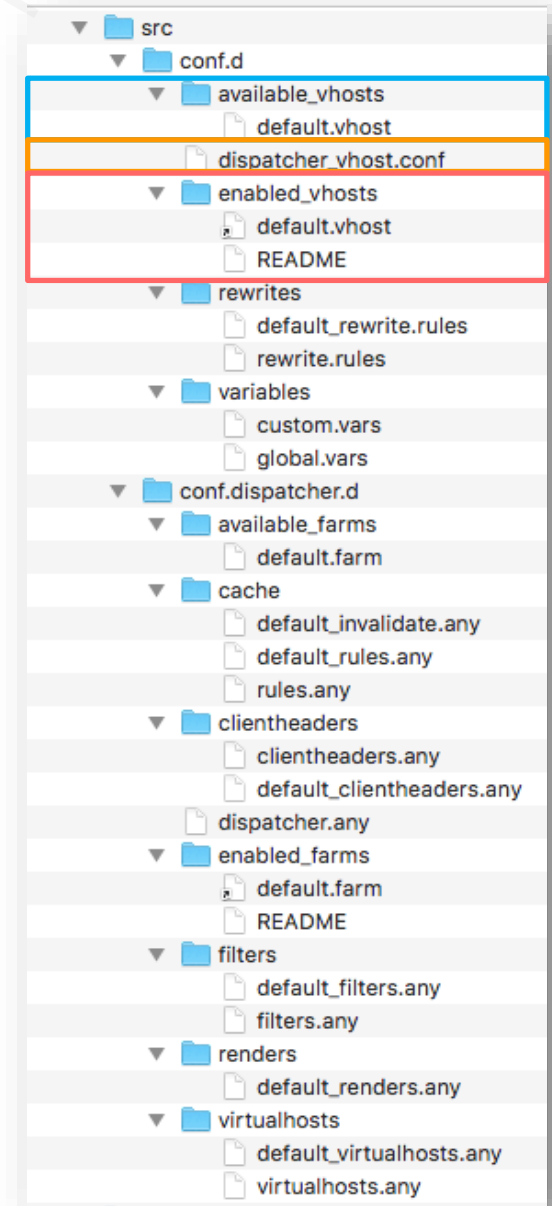 src
conf.d
available_vhosts
default.vhost
dispatcher_vhost.conf
enabled_vhosts
default.vhost
README
rewrites
default_rewrite.rules
rewrite.rules
variables
custom.vars
global.vars
conf.dispatcher.d
available_farms
default.farm
cache
default_invalidate.any
default_rules.any
rules.any
clientheaders
clientheaders.any
default_clientheaders.any
dispatcher.any
enabled_farms
default.farm
README
filters
default_filters.any
filters.any
renders
default_renders.any
virtualhosts
default_virtualhosts.any
virtualhosts.any